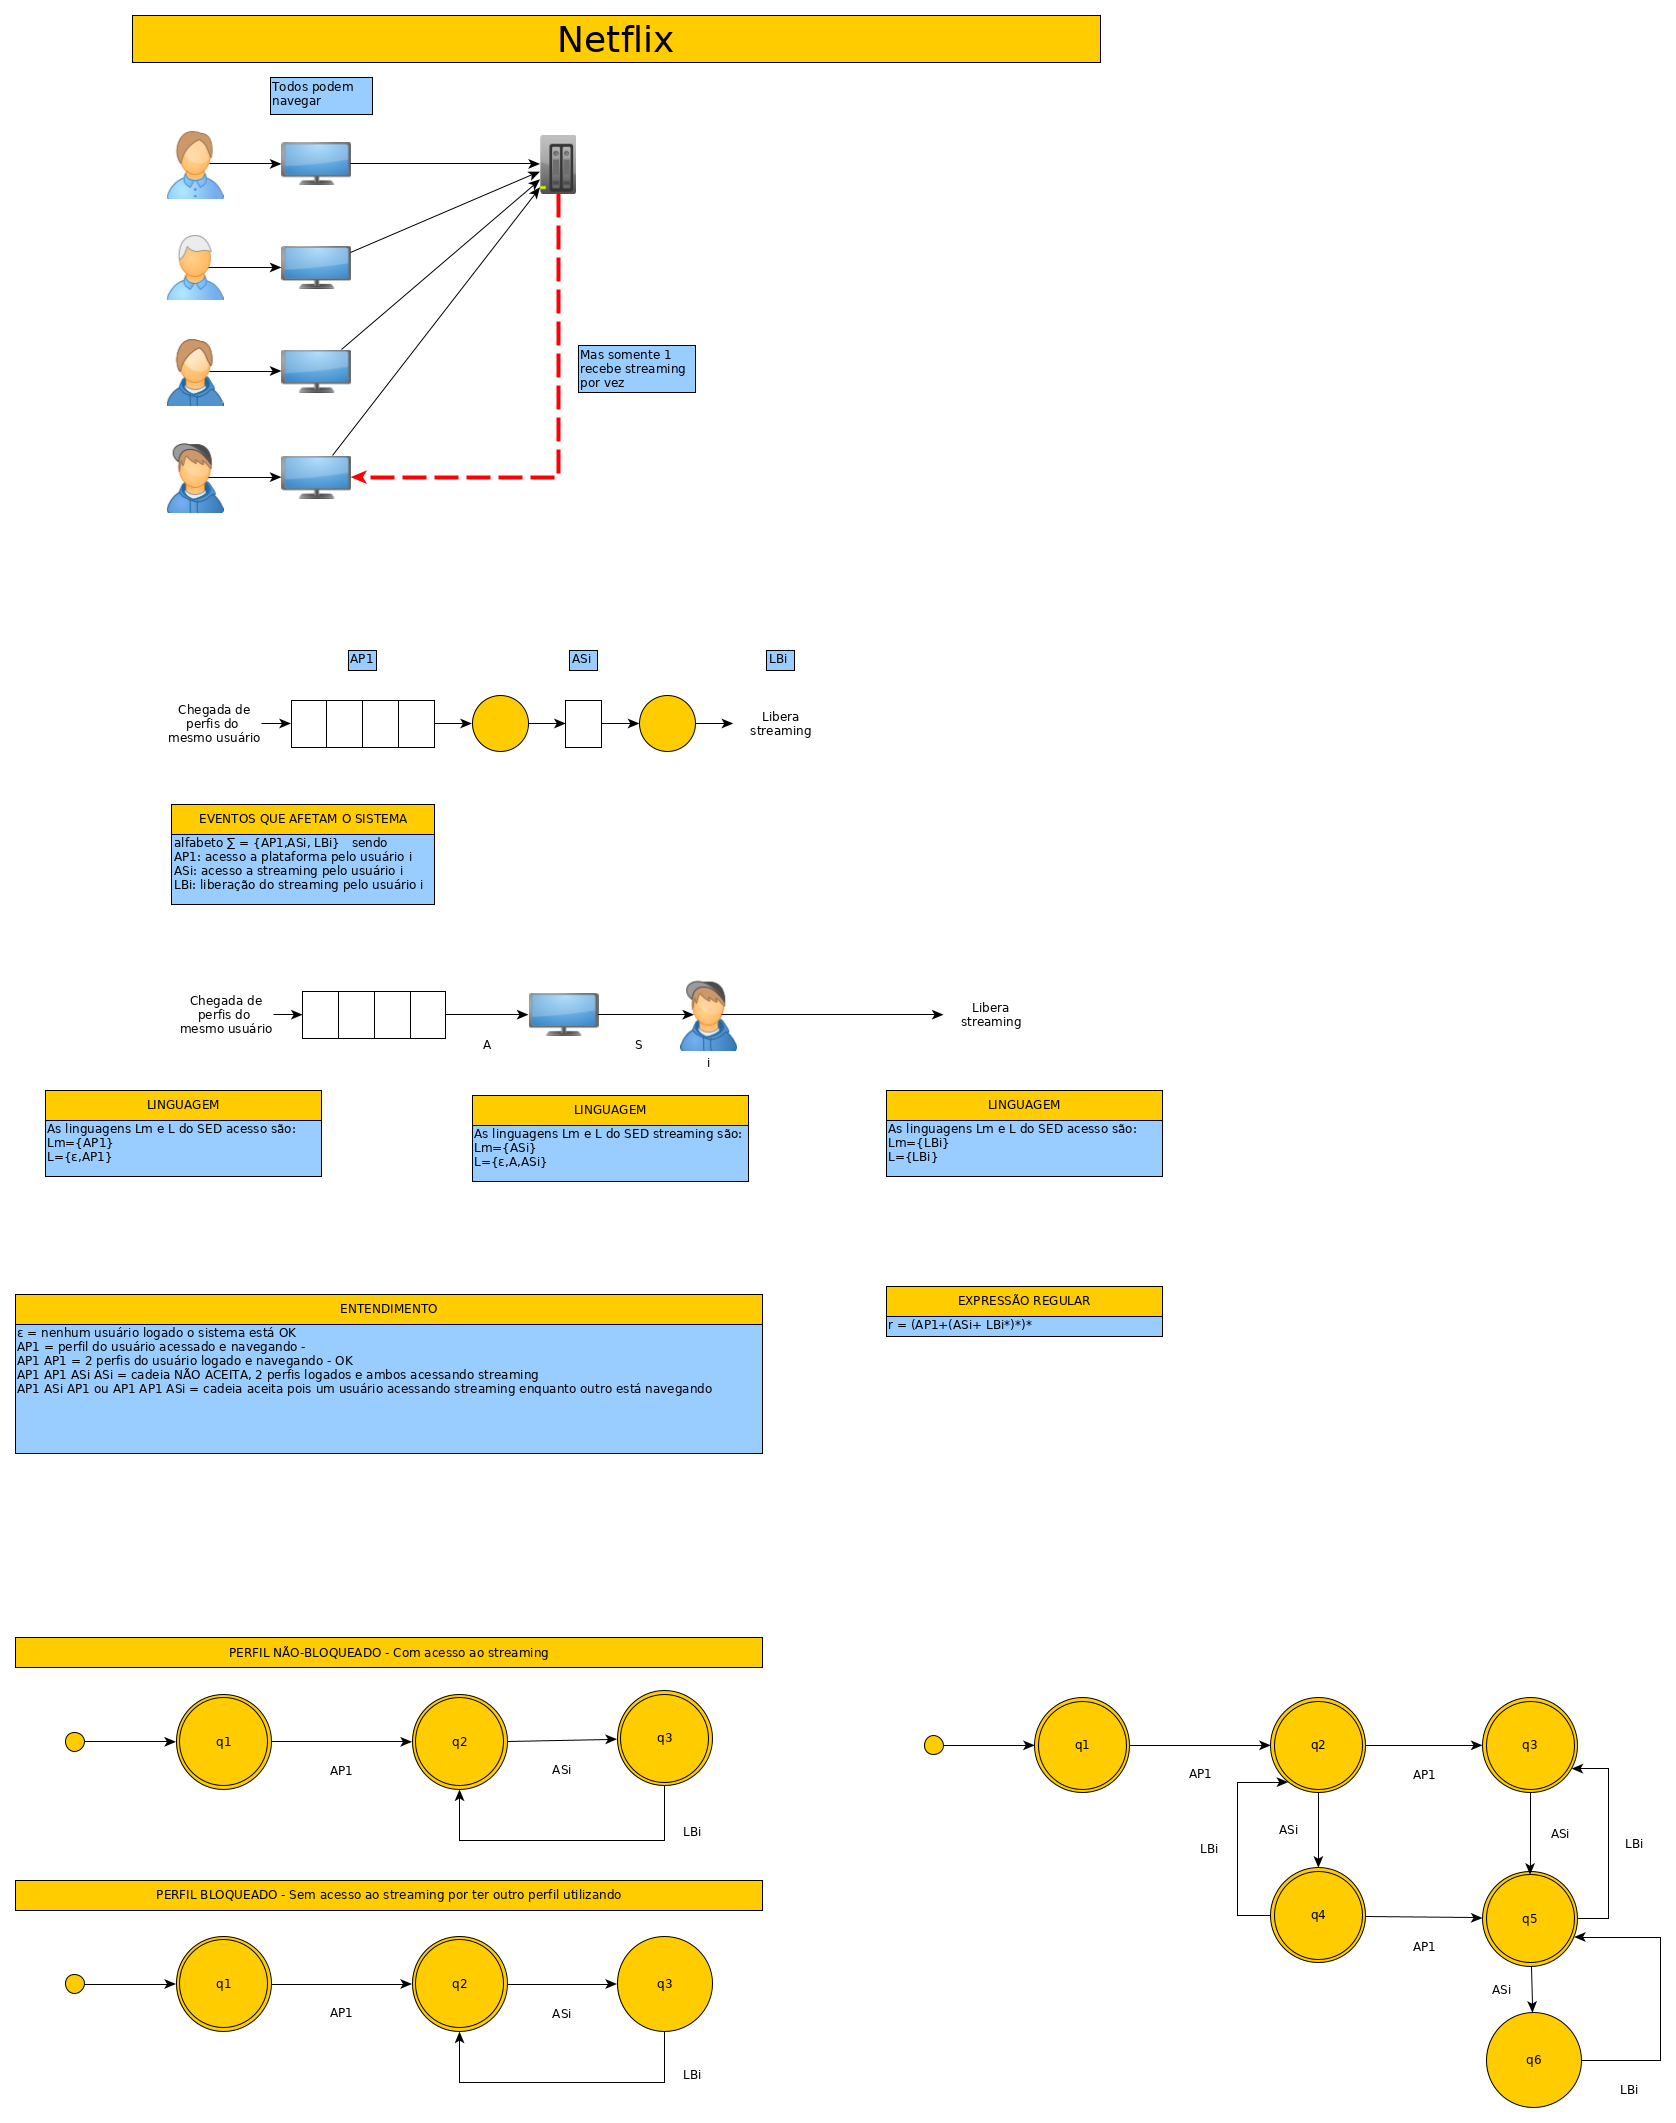 Netflix
Todos podem
navegar
Mas somente 1
recebe streaming
por vez
AP1
ASi
LBi
Chegada de
perfis do
mesmo usuário
Libera
streaming
EVENTOS QUE AFETAM O SISTEMA
alfabeto ∑ = {AP1,ASi, LBi}   sendo
AP1: acesso a plataforma pelo usuário i
ASi: acesso a streaming pelo usuário i
LBi: liberação do streaming pelo usuário i
Chegada de
perfis do
mesmo usuário
A
S
i
Libera
streaming
LINGUAGEM
As linguagens Lm e L do SED acesso são:
Lm={AP1}
L={ε,AP1}
LINGUAGEM
As linguagens Lm e L do SED streaming são:
Lm={ASi}
L={ε,A,ASi}
LINGUAGEM
As linguagens Lm e L do SED acesso são:
Lm={LBi}
L={LBi}
ENTENDIMENTO
ε = nenhum usuário logado o sistema está OK
AP1 = perfil do usuário acessado e navegando -
AP1 AP1 = 2 perfis do usuário logado e navegando - OK
AP1 AP1 ASi ASi = cadeia NÃO ACEITA, 2 perfis logados e ambos acessando streaming
AP1 ASi AP1 ou AP1 AP1 ASi = cadeia aceita pois um usuário acessando streaming enquanto outro está navegando
EXPRESSÃO REGULAR
r = (AP1+(ASi+ LBi*)*)*
PERFIL NÃO-BLOQUEADO - Com acesso ao streaming
q1
AP1
q2
ASi
q3
LBi
PERFIL BLOQUEADO - Sem acesso ao streaming por ter outro perfil utilizando
q1
AP1
q2
ASi
q3
LBi
q1
AP1
q2
AP1
q3
LBi
ASi
ASi
LBi
q4
AP1
q5
ASi
q6
LBi